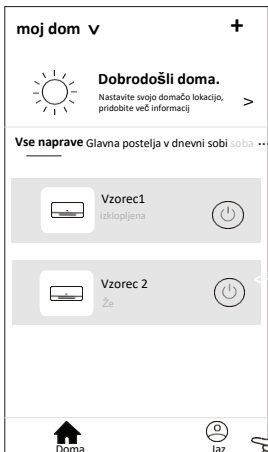 moj dom ∨ +
Dobrodošli doma.
Nastavite svojo domačo lokacijo,
pridobite več informacij >
Vse naprave Glavna postelja v dnevni sobi soba ...
Vzorec1
izklopljena
Vzorec 2
Že
Doma Jaz